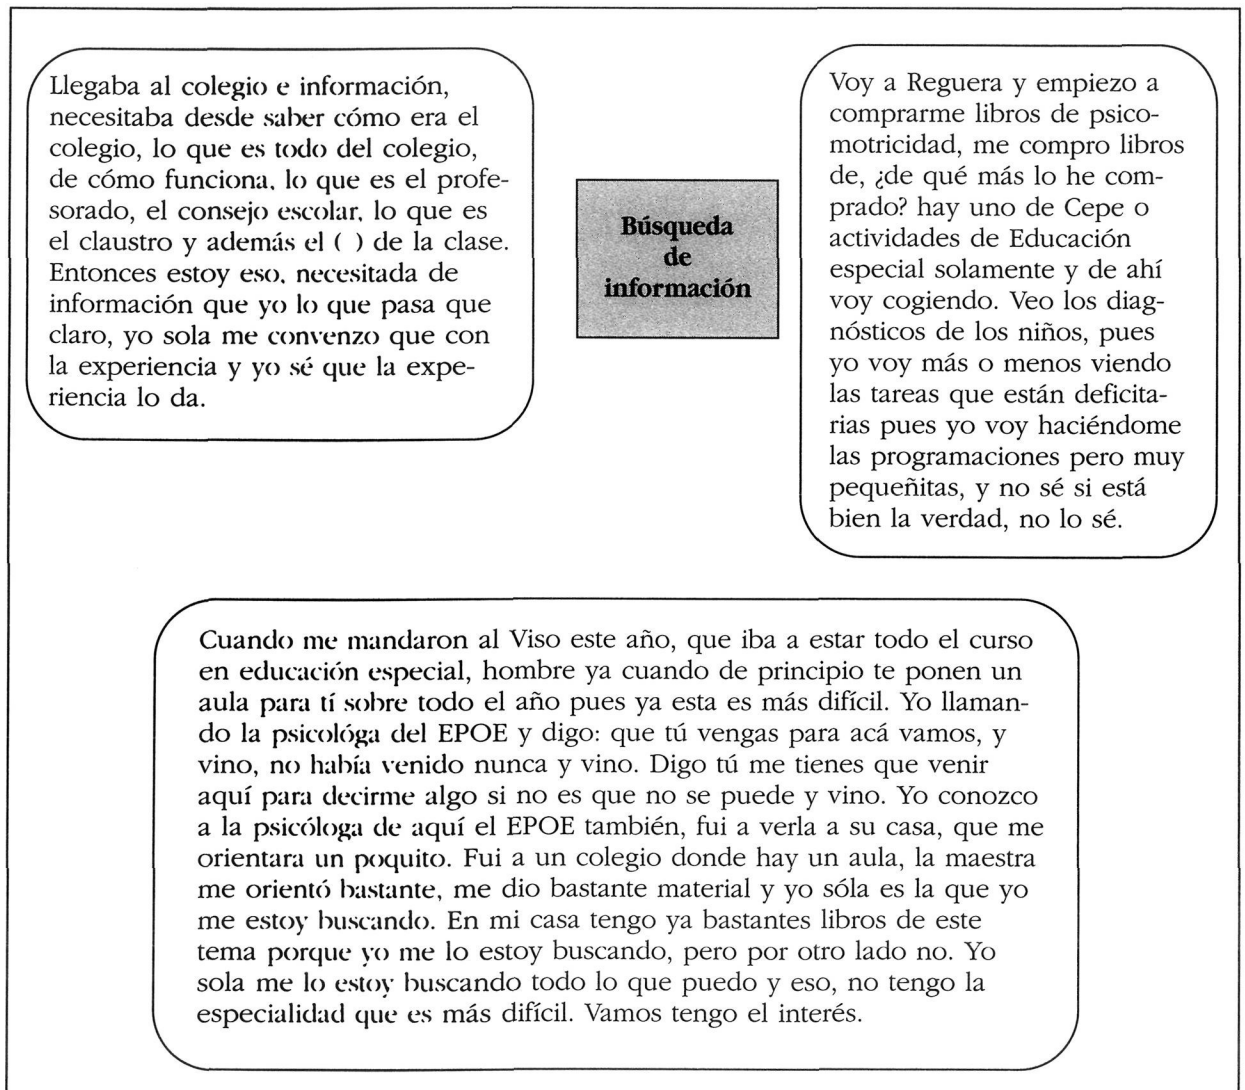 Llegaba al colegio e información,
necesitaba desde saber cómo era el
colegio, lo que es todo del colegio,
de cómo funciona, lo que es el profe-
sorado, el consejo escolar, lo que es
el claustro y además el ( ) de la clase.
Entonces estoy eso, necesitada de
información que yo lo que pasa que
claro, yo sola me convenzo que con
la experiencia y yo sé que la expe-
riencia lo da.
Búsqueda
de
información
Voy a Reguera y empiezo a
comprarme libros de psico-
motricidad, me compro libros
de, ¿de qué más lo he com-
prado? hay uno de Cepe o
actividades de Educación
especial solamente y de ahí
voy cogiendo. Veo los diag-
nósticos de los niños, pues
yo voy más o menos viendo
las tareas que están deficita-
rias pues yo voy haciéndome
las programaciones pero muy
pequeñitas, y no sé si está
bien la verdad, no lo sé.
Cuando me mandaron al Viso este año, que iba a estar todo el curso
en educación especial, hombre ya cuando de principio te ponen un
aula para tí sobre todo el año pues ya esta es más difícil. Yo llaman-
do la psicológa del EPOE y digo: que tú vengas para acá vamos, y
vino, no había venido nunca y vino. Digo tú me tienes que venir
aquí para decirme algo si no es que no se puede y vino. Yo conozco
a la psicóloga de aquí el EPOE también, fui a verla a su casa, que me
orientara un poquito. Fui a un colegio donde hay un aula, la maestra
me orientó bastante, me dio bastante material y yo sóla es la que yo
me estoy buscando. En mi casa tengo ya bastantes libros de este
tema porque yo me lo estoy buscando, pero por otro lado no. Yo
sola me lo estoy buscando todo lo que puedo y eso, no tengo la
especialidad que es más difícil. Vamos tengo el interés.